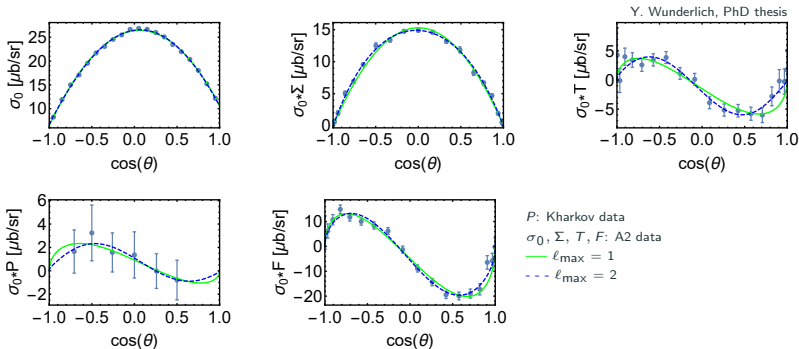 Y. Wunderlich, PhD thesis
σ₀ [μb/sr]
25
20
15
10
−1.0 −0.5 0.0 0.5 1.0
cos(θ)
σ₀*Σ [μb/sr]
15
10
5
0
−1.0 −0.5 0.0 0.5 1.0
cos(θ)
σ₀*T [μb/sr]
5
0
−5
−1.0 −0.5 0.0 0.5 1.0
cos(θ)
σ₀*P [μb/sr]
6
4
2
0
−2
−1.0 −0.5 0.0 0.5 1.0
cos(θ)
σ₀*F [μb/sr]
10
0
−10
−20
−1.0 −0.5 0.0 0.5 1.0
cos(θ)
P: Kharkov data
σ₀, Σ, T, F: A2 data
ℓmax = 1
ℓmax = 2